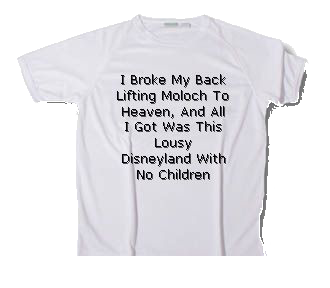 I Broke My Back
Lifting Moloch To
Heaven, And All
I Got Was This
Lousy
Disneyland With
No Children